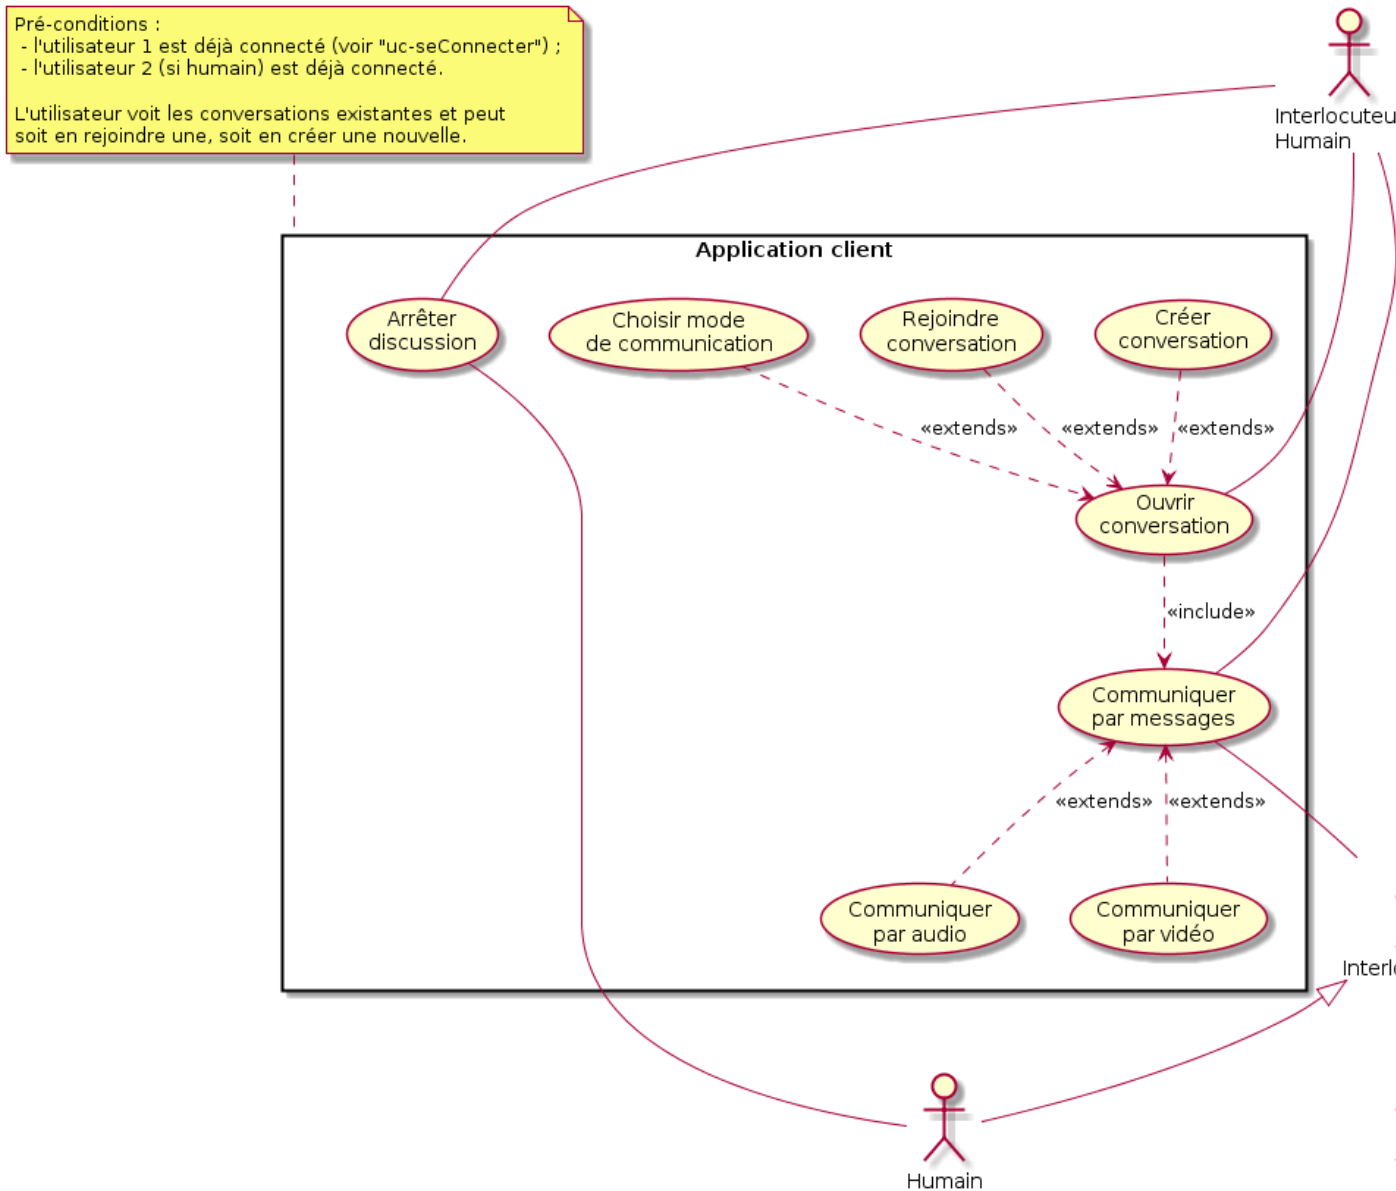 Pré-conditions :
- l'utilisateur 1 est déjà connecté (voir "uc-seConnecter") ;
- l'utilisateur 2 (si humain) est déjà connecté.
L'utilisateur voit les conversations existantes et peut
soit en rejoindre une, soit en créer une nouvelle.
Interlocuteu
Humain
Application client
Arrêter
discussion
Choisir mode
de communication
Rejoindre
conversation
Créer
conversation
«extends»
«extends»
«extends»
Ouvrir
conversation
«include»
Communiquer
par messages
«extends»
«extends»
Communiquer
par audio
Communiquer
par vidéo
Interl
Humain